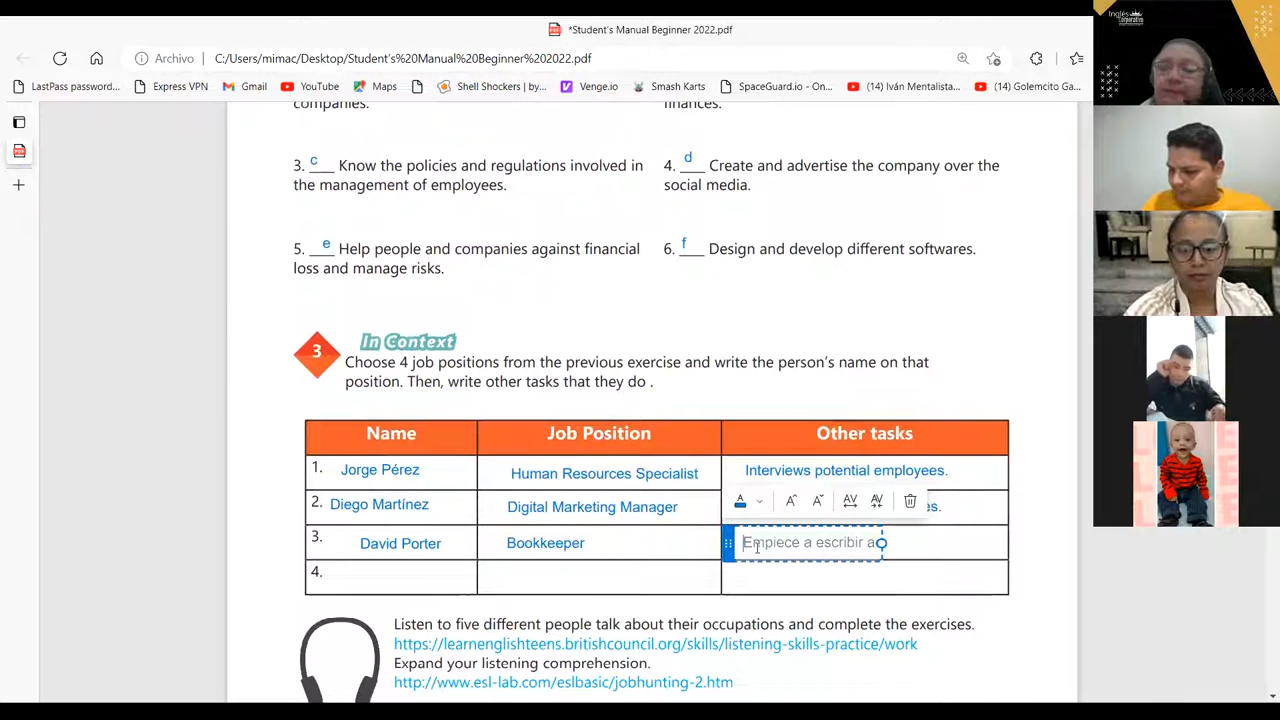 *Student's Manual Beginner 2022.pdf
Archivo
C:/Users/mimac/Desktop/Student's%20Manual%20Beginner%202022.pdf
LastPass password...
Express VPN
Gmail
YouTube
Maps
Shell Shockers | by...
Venge.io
Smash Karts
SpaceGuard.io - On...
(14) Iván Mentalista...
(14) Golemcito Ga...
Inglés
Corporativo
companies.
finances.
3. c Know the policies and regulations involved in
the management of employees.
4. d Create and advertise the company over the
social media.
5. e Help people and companies against financial
loss and manage risks.
6. f Design and develop different softwares.
3
In Context
Choose 4 job positions from the previous exercise and write the person's name on that
position. Then, write other tasks that they do .
Name
Job Position
Other tasks
1. Jorge Pérez
Human Resources Specialist
Interviews potential employees.
2. Diego Martínez
Digital Marketing Manager
es.
3. David Porter
Bookkeeper
Empiece a escribir a
4.
Listen to five different people talk about their occupations and complete the exercises.
https://learnenglishteens.britishcouncil.org/skills/listening-skills-practice/work
Expand your listening comprehension.
http://www.esl-lab.com/eslbasic/jobhunting-2.htm